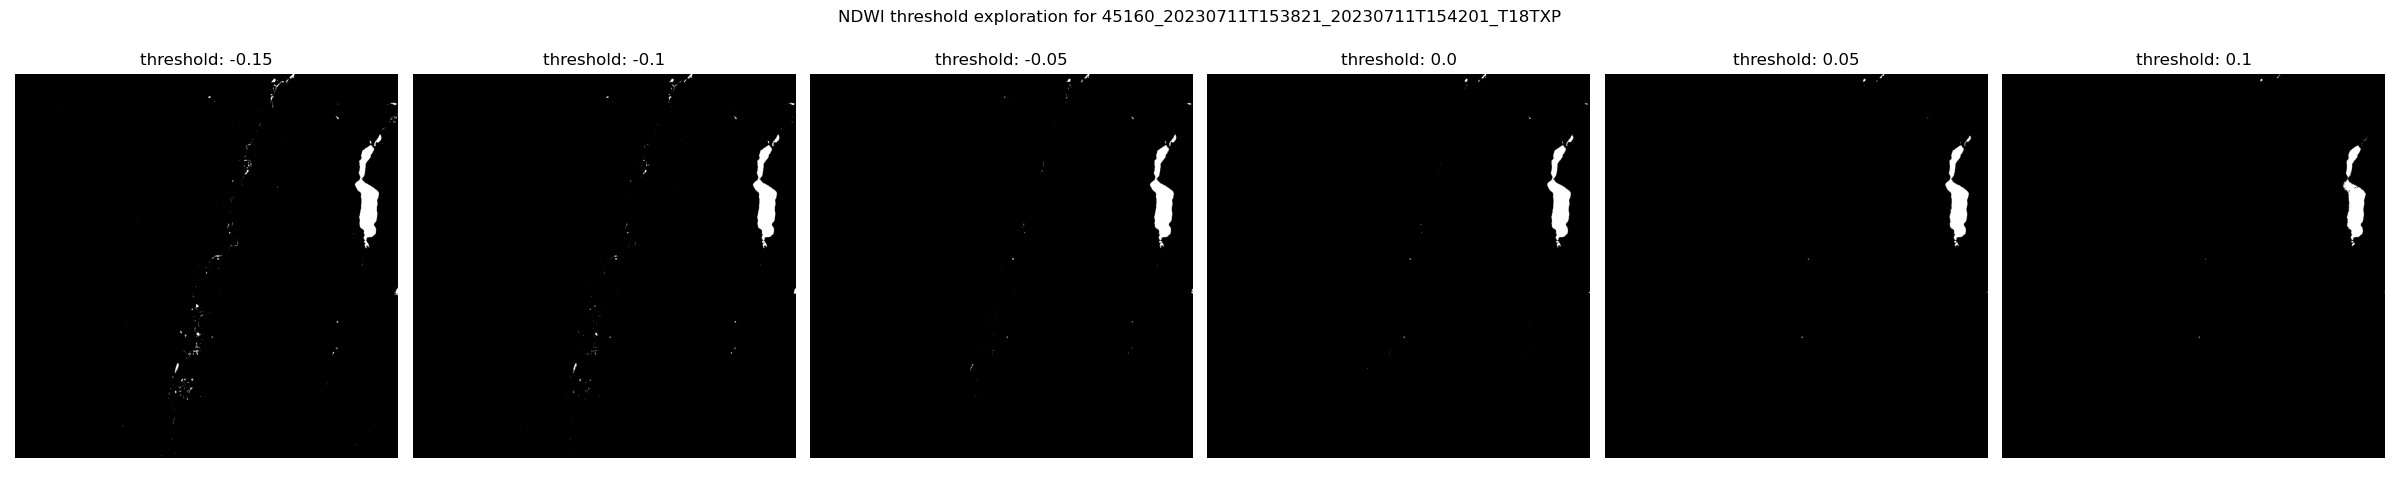 NDWI threshold exploration for 45160_20230711T153821_20230711T154201_T18TXP
threshold: -0.15
threshold: -0.1
threshold: -0.05
threshold: 0.0
threshold: 0.05
threshold: 0.1